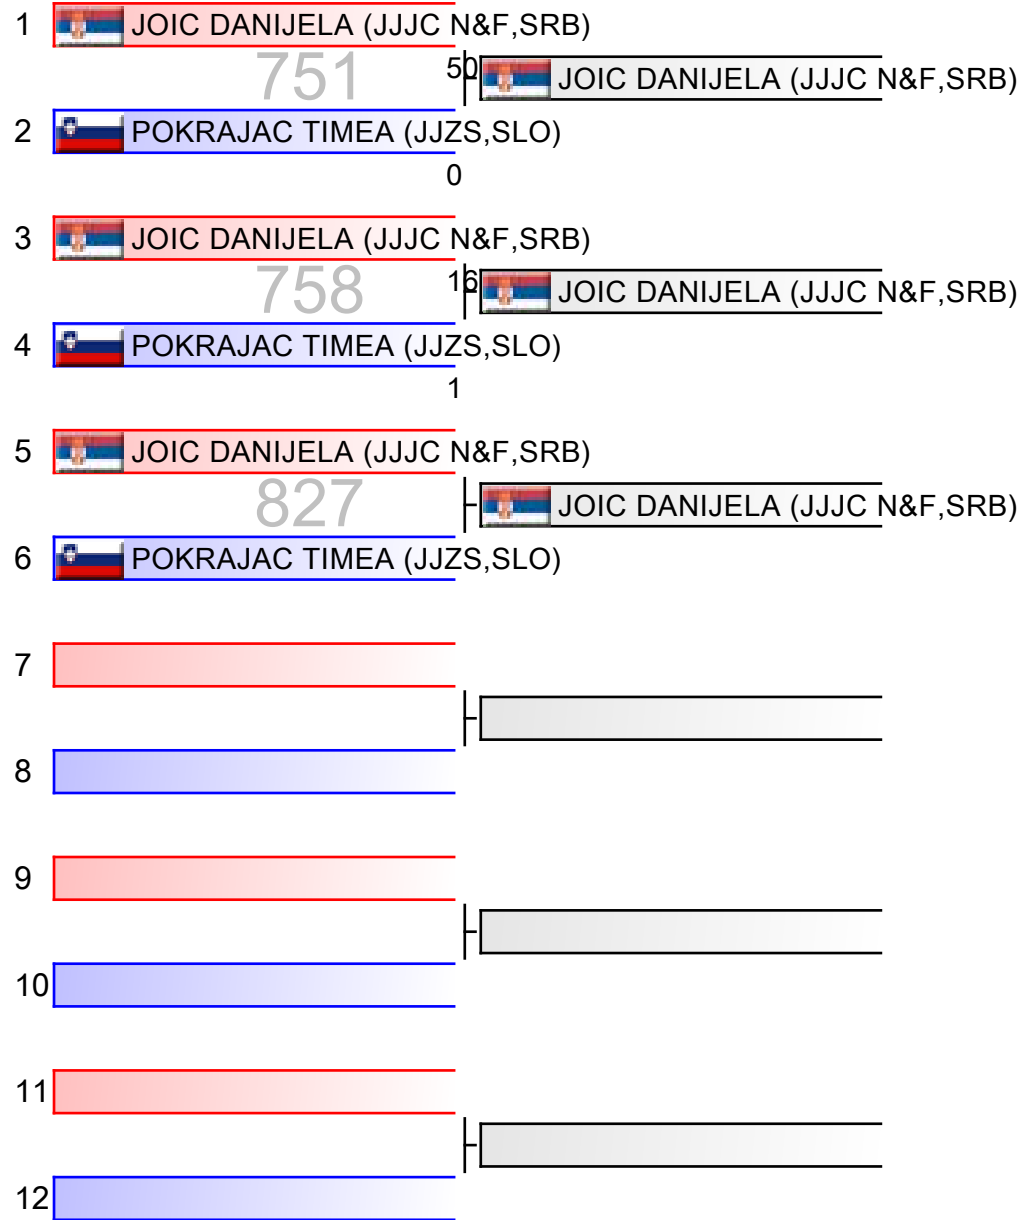 1 JOIC DANIJELA (JJJC N&F,SRB)
751 50 JOIC DANIJELA (JJJC N&F,SRB)
2 POKRAJAC TIMEA (JJZS,SLO)
0
3 JOIC DANIJELA (JJJC N&F,SRB)
758 16 JOIC DANIJELA (JJJC N&F,SRB)
4 POKRAJAC TIMEA (JJZS,SLO)
1
5 JOIC DANIJELA (JJJC N&F,SRB)
827 JOIC DANIJELA (JJJC N&F,SRB)
6 POKRAJAC TIMEA (JJZS,SLO)
7
8
9
10
11
12